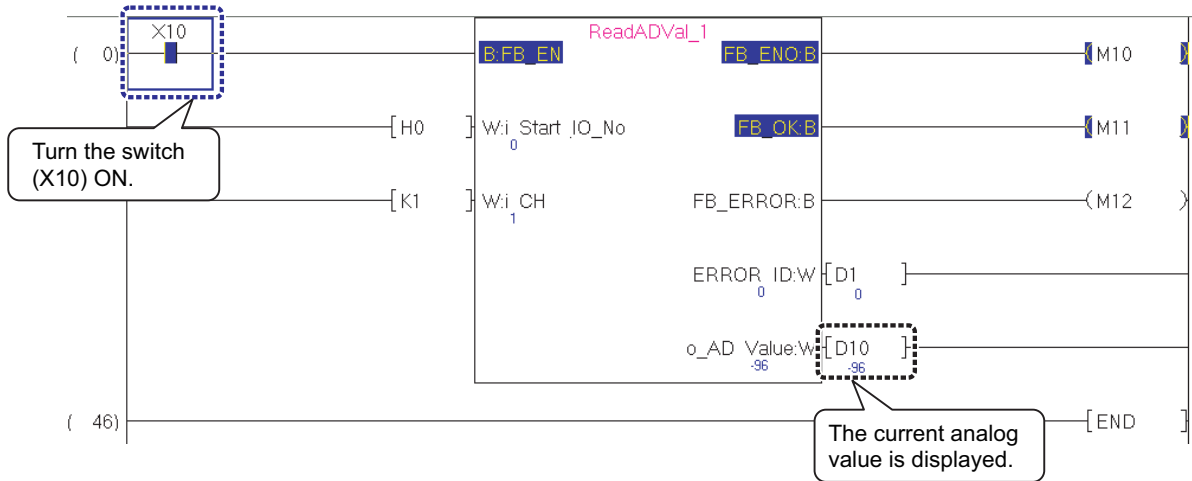 X10
ReadADVal_1
( 0)
B:FB_EN
FB_ENO:B
( M10 )
[ H0 ]
W:i_Start_IO_No
0
FB_OK:B
( M11 )
Turn the switch
(X10) ON.
[ K1 ]
W:i_CH
1
FB_ERROR:B
( M12 )
ERROR_ID:W
0
[ D1 ]
0
o_AD_Value:W
-96
[ D10 ]
-96
( 46)
[ END ]
The current analog
value is displayed.